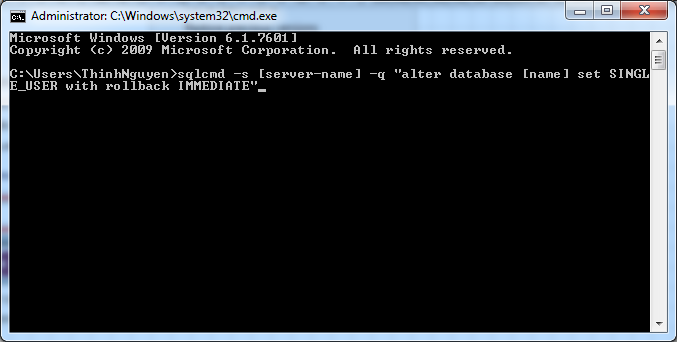 Administrator: C:\Windows\system32\cmd.exe
Microsoft Windows [Version 6.1.7601]
Copyright (c) 2009 Microsoft Corporation.  All rights reserved.
C:\Users\ThinhNguyen>sqlcmd -s [server-name] -q "alter database [name] set SINGL
E_USER with rollback IMMEDIATE"_